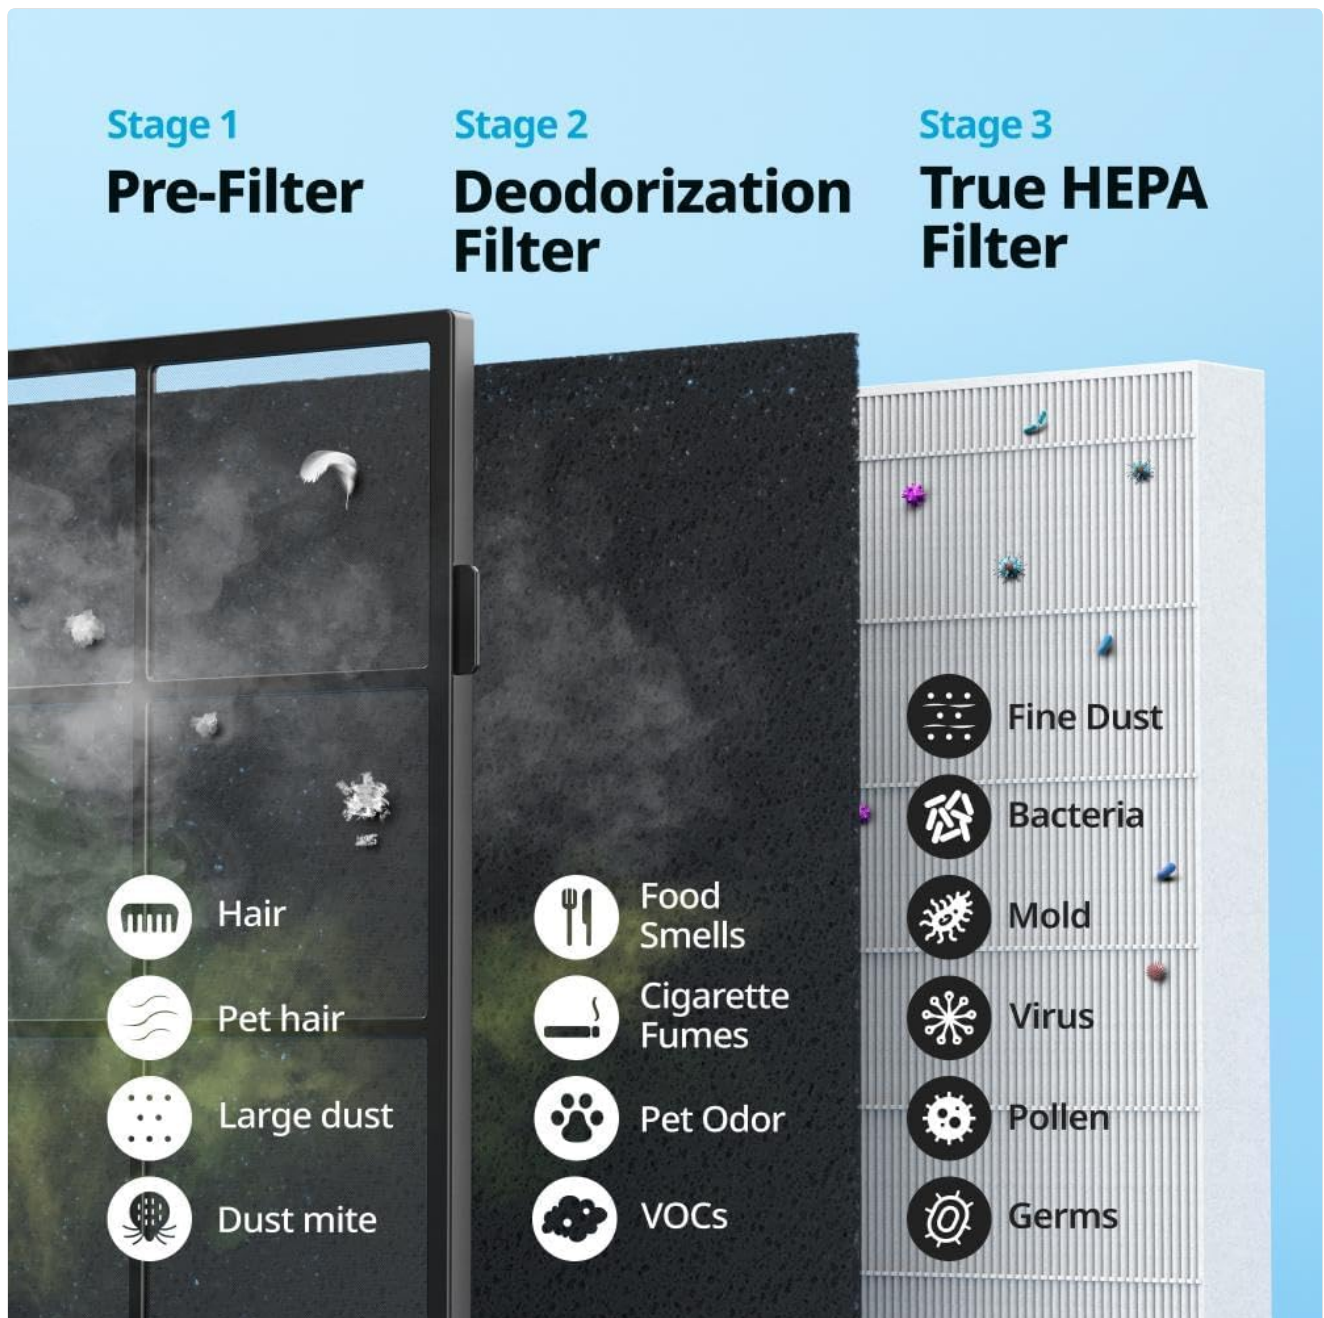 Stage 1
Pre-Filter
Stage 2
Deodorization
Filter
Stage 3
True HEPA
Filter
Hair
Pet hair
Large dust
Dust mite
Food
Smells
Cigarette
Fumes
Pet Odor
VOCs
Fine Dust
Bacteria
Mold
Virus
Pollen
Germs